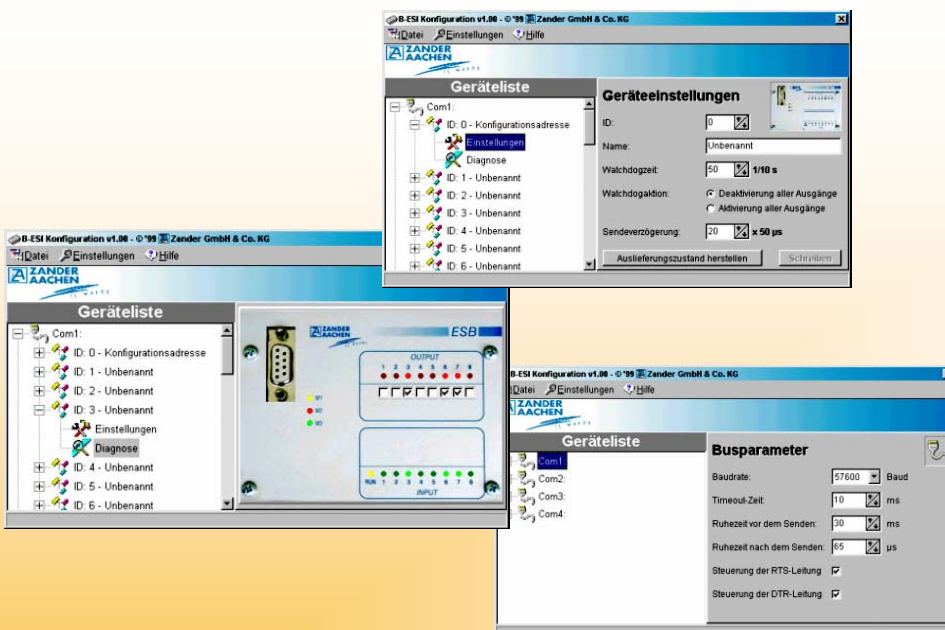 B-ESI Konfiguration v1.00 - © '99 Zander GmbH & Co. KG
Datei Einstellungen Hilfe
ZANDER
AACHEN
Geräteliste
Com1:
ID: 0 - Konfigurationsadresse
Einstellungen
Diagnose
ID: 1 - Unbenannt
ID: 2 - Unbenannt
ID: 3 - Unbenannt
ID: 4 - Unbenannt
ID: 5 - Unbenannt
ID: 6 - Unbenannt
Geräteeinstellungen
ID: 0
Name: Unbenannt
Watchdogzeit: 50 1/10 s
Watchdogaktion: Deaktivierung aller Ausgänge
Aktivierung aller Ausgänge
Sendeverzögerung: 20 x 50 µs
Auslieferungszustand herstellen Schreiben
B-ESI Konfiguration v1.00 - © '99 Zander GmbH & Co. KG
Datei Einstellungen Hilfe
ZANDER
AACHEN
Geräteliste
Com1:
ID: 0 - Konfigurationsadresse
ID: 1 - Unbenannt
ID: 2 - Unbenannt
ID: 3 - Unbenannt
Einstellungen
Diagnose
ID: 4 - Unbenannt
ID: 5 - Unbenannt
ID: 6 - Unbenannt
ZANDER
AACHEN
ESB
OUTPUT
1 2 3 4 5 6 7 8
RUN 1 2 3 4 5 6 7 8
INPUT
B-ESI Konfiguration v1.00 - © '99 Zander GmbH & Co. KG
Datei Einstellungen Hilfe
ZANDER
AACHEN
Geräteliste
Com1:
Com2:
Com3:
Com4:
Busparameter
Baudrate: 57600 Baud
Timeout-Zeit: 10 ms
Ruhezeit vor dem Senden: 30 ms
Ruhezeit nach dem Senden: 65 µs
Steuerung der RTS-Leitung
Steuerung der DTR-Leitung